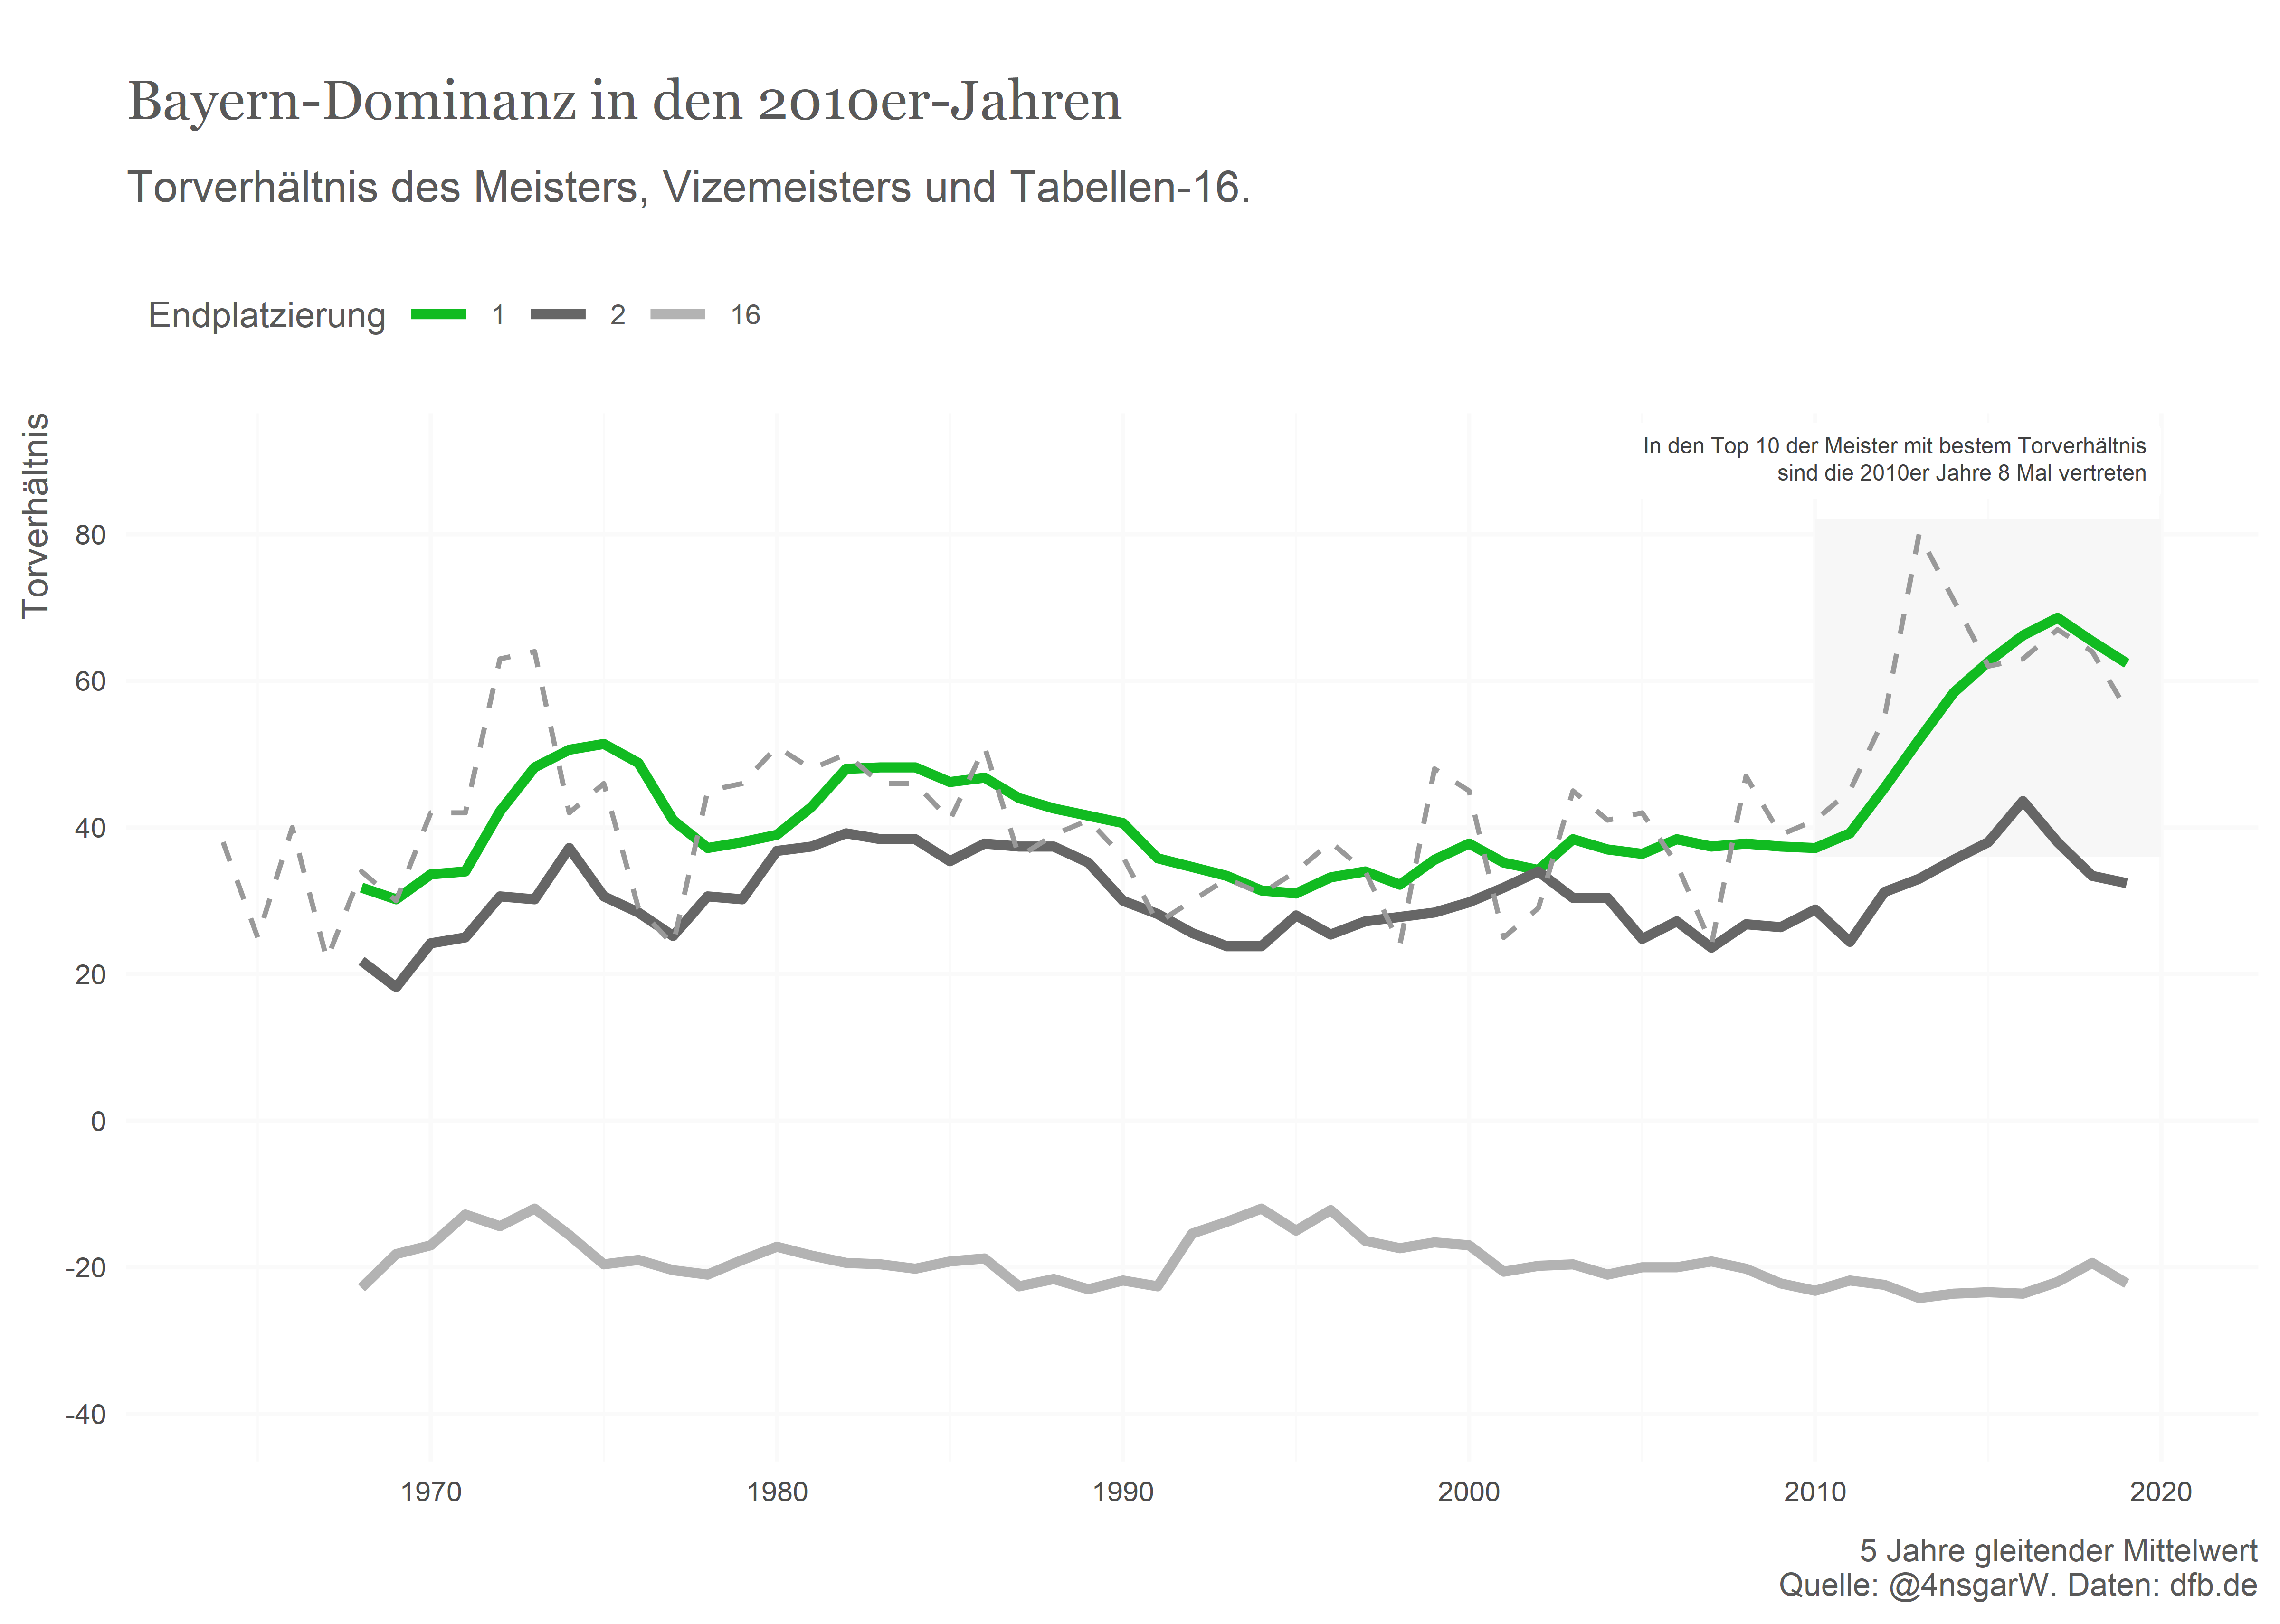 Bayern-Dominanz in den 2010er-Jahren
Torverhältnis des Meisters, Vizemeisters und Tabellen-16.
Endplatzierung 1 2 16
Torverhältnis
In den Top 10 der Meister mit bestem Torverhältnis
sind die 2010er Jahre 8 Mal vertreten
80
60
40
20
0
-20
-40
1970 1980 1990 2000 2010 2020
5 Jahre gleitender Mittelwert
Quelle: @4nsgarW. Daten: dfb.de